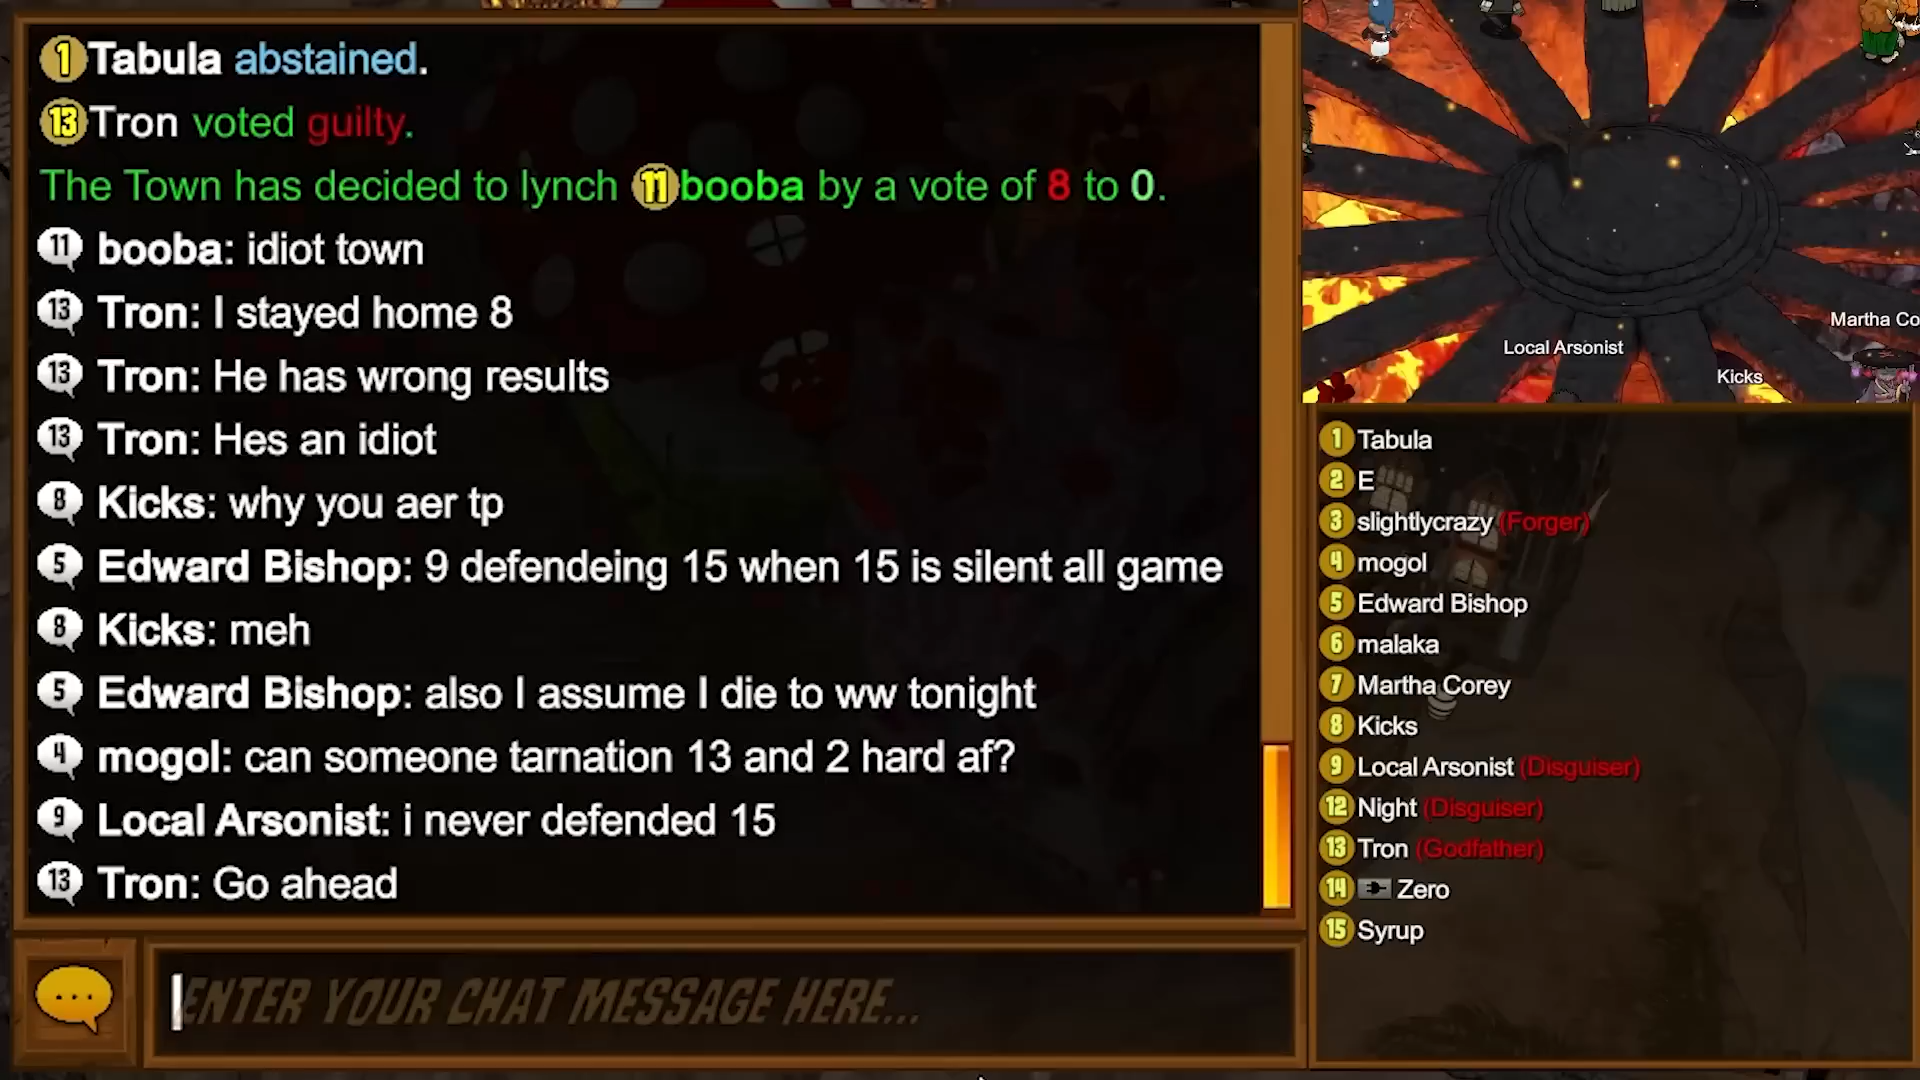 1 Tabula abstained.
13 Tron voted guilty.
The Town has decided to lynch 11 booba by a vote of 8 to 0.
11 booba: idiot town
13 Tron: I stayed home 8
13 Tron: He has wrong results
13 Tron: Hes an idiot
8 Kicks: why you aer tp
5 Edward Bishop: 9 defendeing 15 when 15 is silent all game
8 Kicks: meh
5 Edward Bishop: also I assume I die to ww tonight
4 mogol: can someone tarnation 13 and 2 hard af?
9 Local Arsonist: i never defended 15
13 Tron: Go ahead
ENTER YOUR CHAT MESSAGE HERE...
Martha Co
Local Arsonist
Kicks
1 Tabula
2 E
3 slightlycrazy (Forger)
4 mogol
5 Edward Bishop
6 malaka
7 Martha Corey
8 Kicks
9 Local Arsonist (Disguiser)
12 Night (Disguiser)
13 Tron (Godfather)
14 Zero
15 Syrup